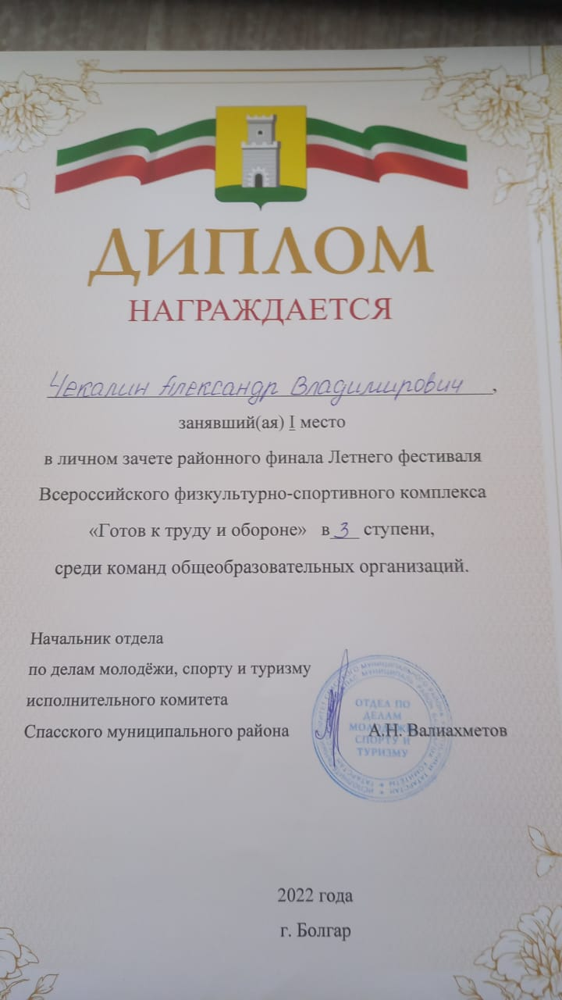 ДИПЛОМ
НАГРАЖДАЕТСЯ
Чекалин Александр Владимирович,
занявший(ая) I место
в личном зачете районного финала Летнего фестиваля
Всероссийского физкультурно-спортивного комплекса
«Готов к труду и обороне» в 3 ступени,
среди команд общеобразовательных организаций.
Начальник отдела
по делам молодёжи, спорту и туризму
исполнительного комитета
Спасского муниципального района
А.Н. Валиахметов
ОТДЕЛ ПО
ДЕЛАМ
МОЛОДЕЖИ
СПОРТУ И
ТУРИЗМУ
2022 года
г. Болгар